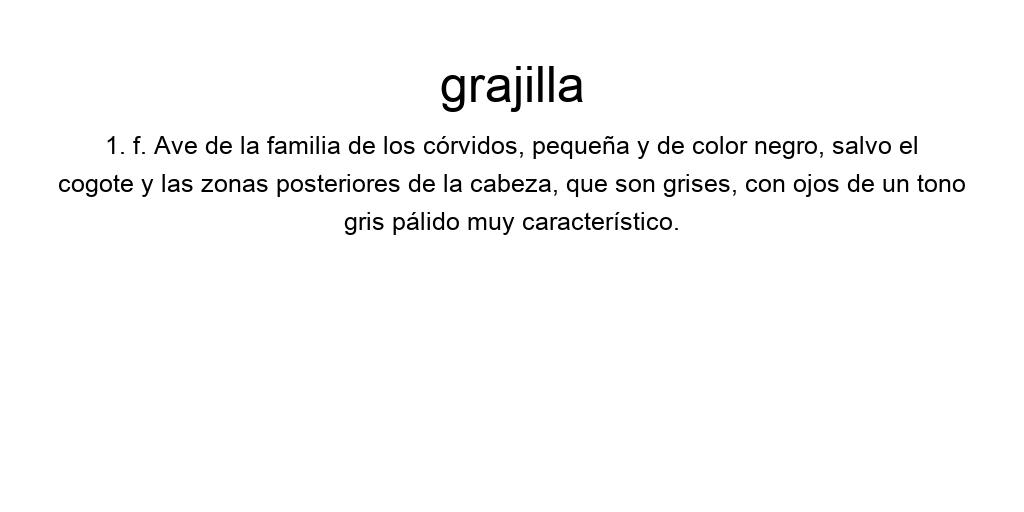 grajilla
1. f. Ave de la familia de los córvidos, pequeña y de color negro, salvo el
cogote y las zonas posteriores de la cabeza, que son grises, con ojos de un tono
gris pálido muy característico.